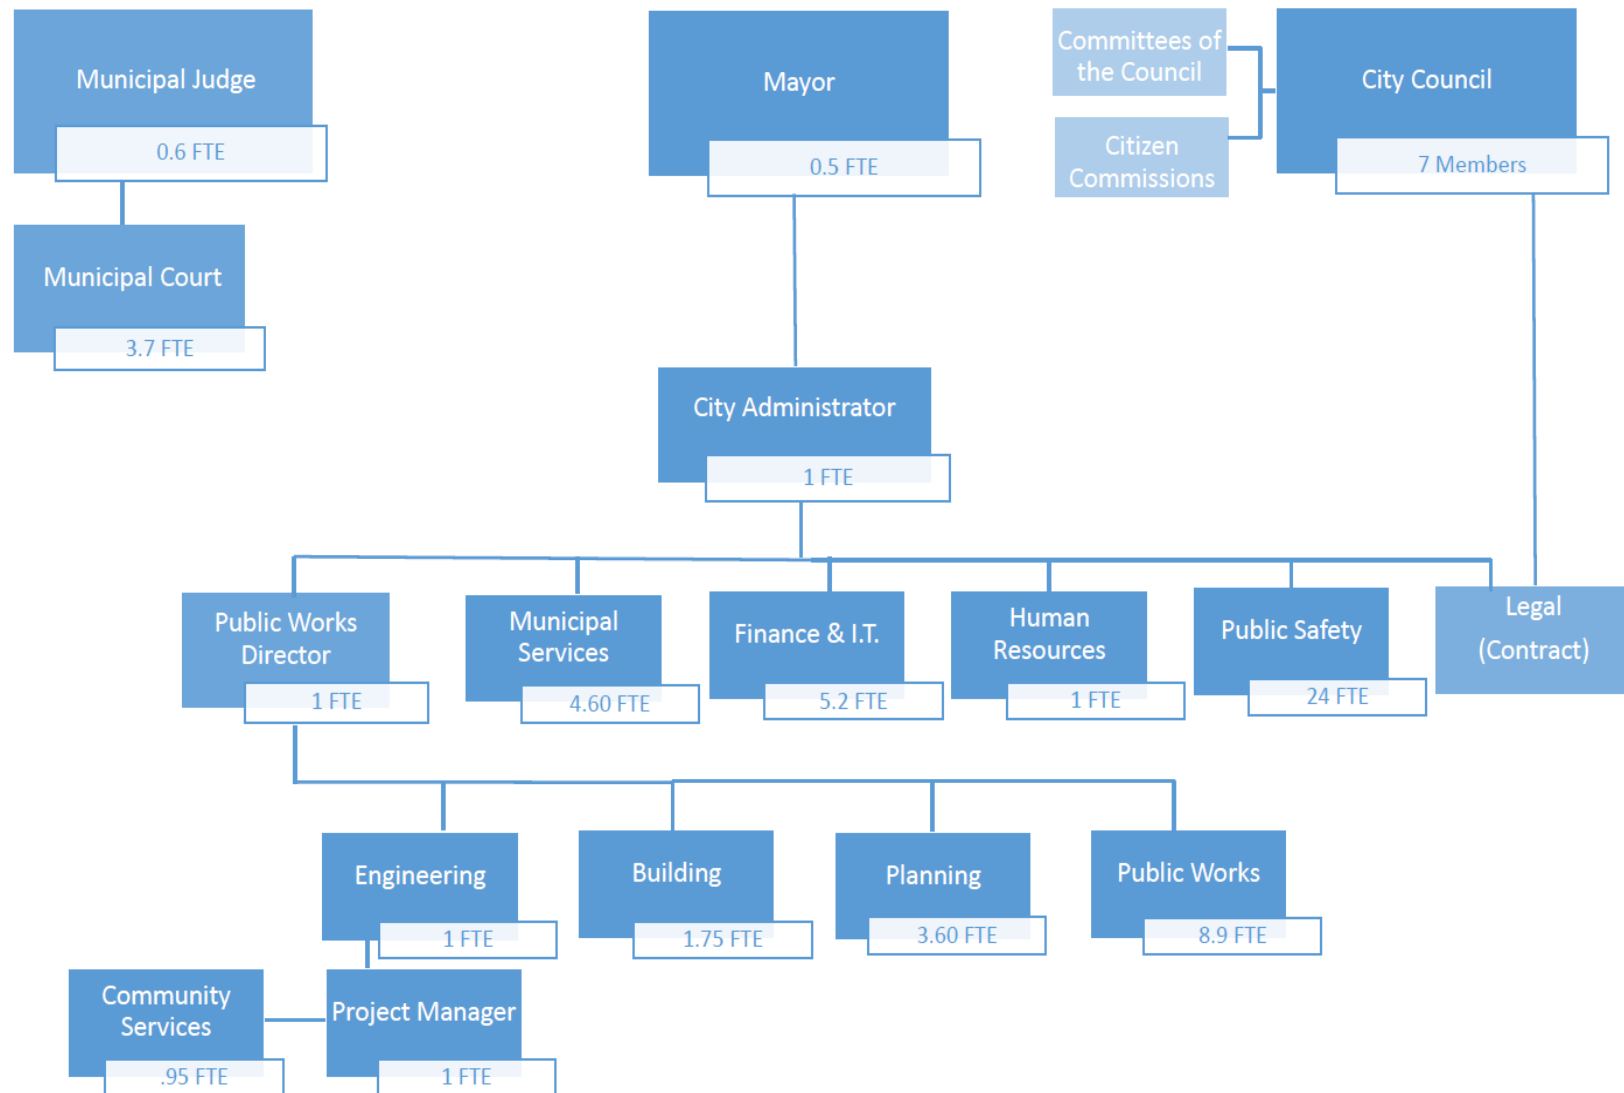 Municipal Judge
0.6 FTE
Municipal Court
3.7 FTE
Mayor
0.5 FTE
Committees of
the Council
Citizen
Commissions
City Council
7 Members
City Administrator
1 FTE
Public Works
Director
1 FTE
Municipal
Services
4.60 FTE
Finance & I.T.
5.2 FTE
Human
Resources
1 FTE
Public Safety
24 FTE
Legal
(Contract)
Engineering
1 FTE
Building
1.75 FTE
Planning
3.60 FTE
Public Works
8.9 FTE
Community
Services
.95 FTE
Project Manager
1 FTE